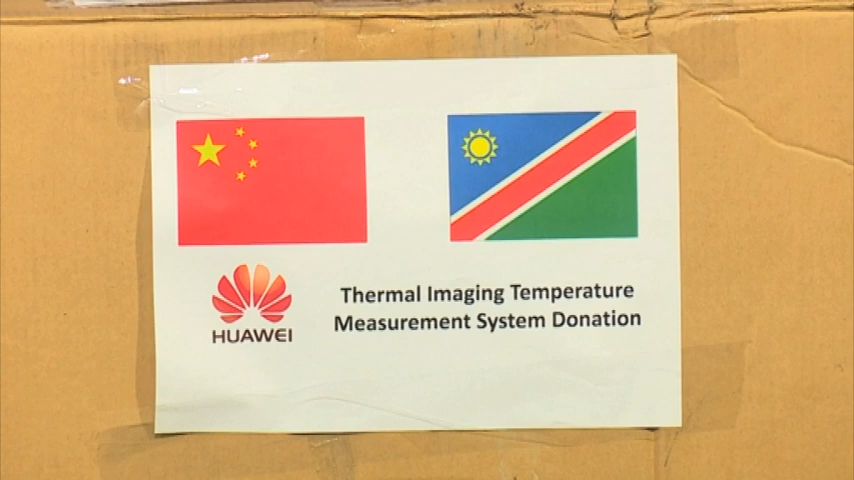 HUAWEI
Thermal Imaging Temperature
Measurement System Donation